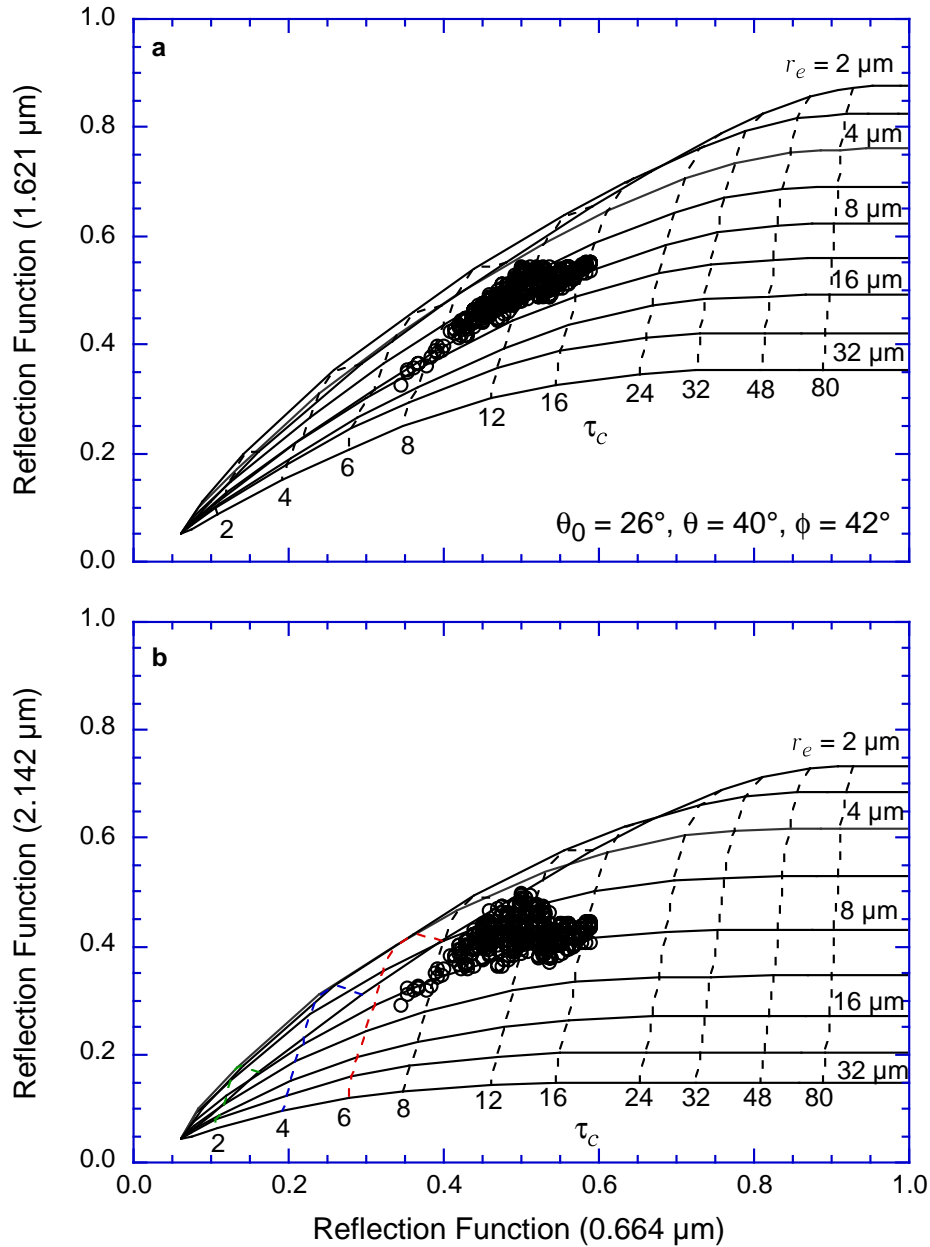 1.0
a
r_e = 2 µm
0.8
4 µm
0.6
8 µm
16 µm
0.4
32 µm
12 16 24 32 48 80
τ_c
8
6
4
2
0.2
0.0
θ_0 = 26°, θ = 40°, ϕ = 42°
Reflection Function (1.621 µm)
1.0
b
0.8
r_e = 2 µm
4 µm
0.6
8 µm
0.4
16 µm
0.2
32 µm
2 4 6 8 12 16 24 32 48 80
τ_c
0.0
Reflection Function (2.142 µm)
0.0 0.2 0.4 0.6 0.8 1.0
Reflection Function (0.664 µm)